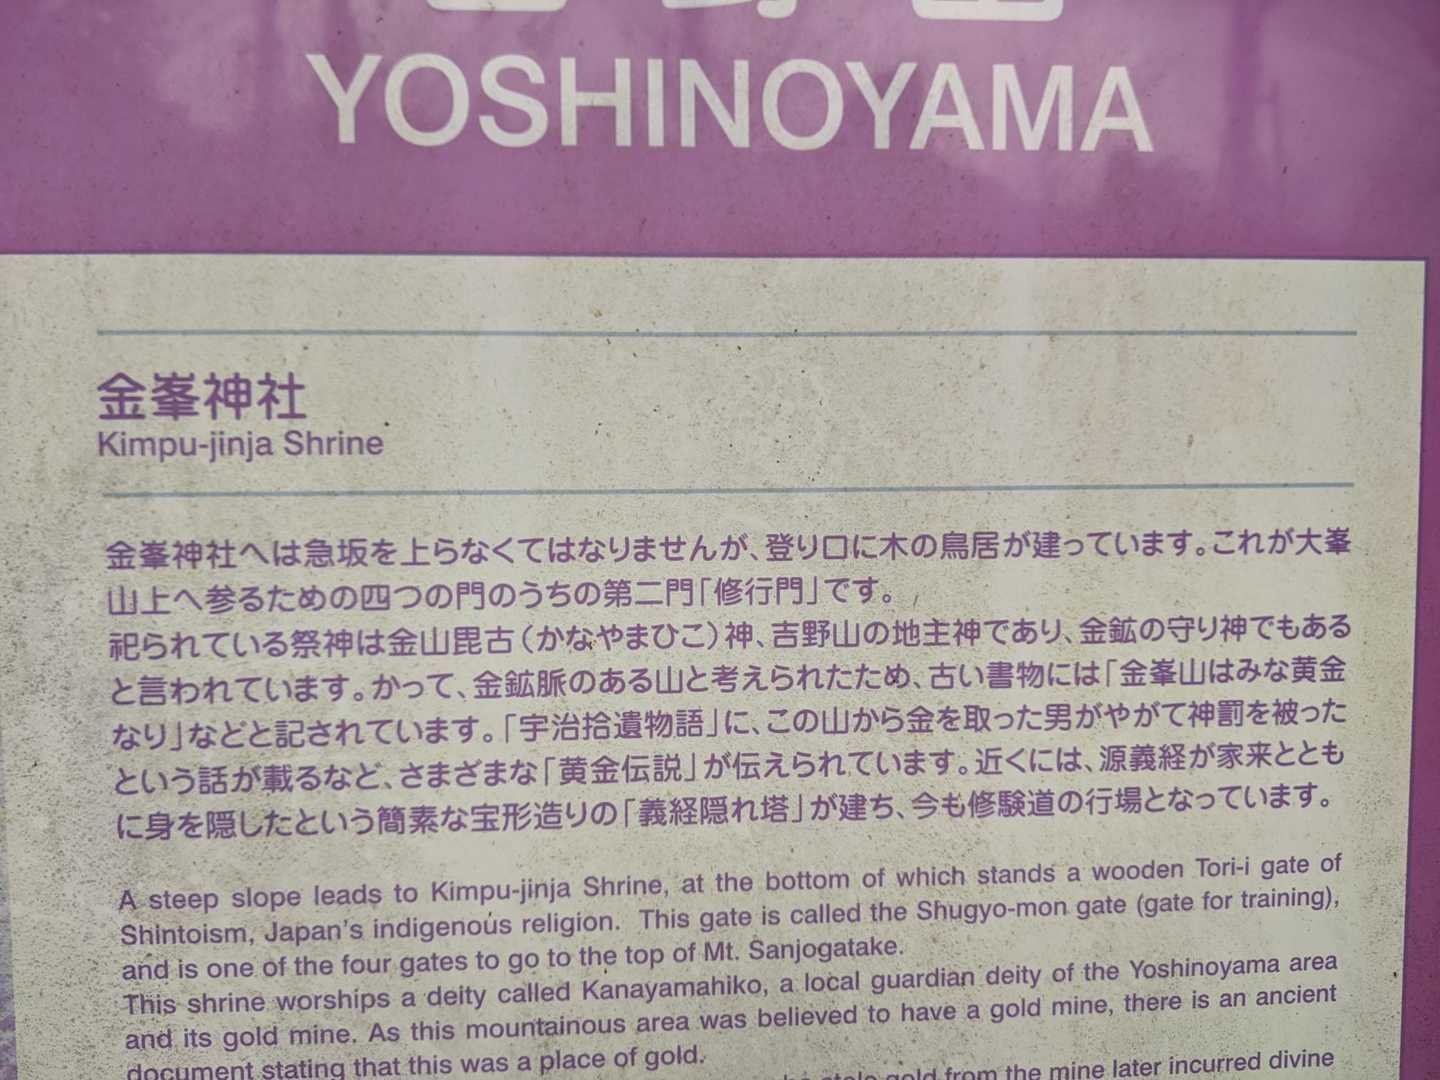 吉野山
YOSHINOYAMA
金峯神社
Kimpu-jinja Shrine
金峯神社へは急坂を上らなくてはなりませんが、登り口に木の鳥居が建っています。これが大峯
山上へ参るための四つの門のうちの第二門「修行門」です。
祀られている祭神は金山毘古（かなやまひこ）神、吉野山の地主神であり、金鉱の守り神でもある
と言われています。かって、金鉱脈のある山と考えられたため、古い書物には「金峯山はみな黄金
なり」などと記されています。「宇治拾遺物語」に、この山から金を取った男がやがて神罰を被った
という話が載るなど、さまざまな「黄金伝説」が伝えられています。近くには、源義経が家来ととも
に身を隠したという簡素な宝形造りの「義経隠れ塔」が建ち、今も修験道の行場となっています。
A steep slope leads to Kimpu-jinja Shrine, at the bottom of which stands a wooden Tori-i gate of
Shintoism, Japan's indigenous religion. This gate is called the Shugyo-mon gate (gate for training),
and is one of the four gates to go to the top of Mt. Sanjogatake.
This shrine worships a deity called Kanayamahiko, a local guardian deity of the Yoshinoyama area
and its gold mine. As this mountainous area was believed to have a gold mine, there is an ancient
document stating that this was a place of gold.
stole gold from the mine later incurred divine